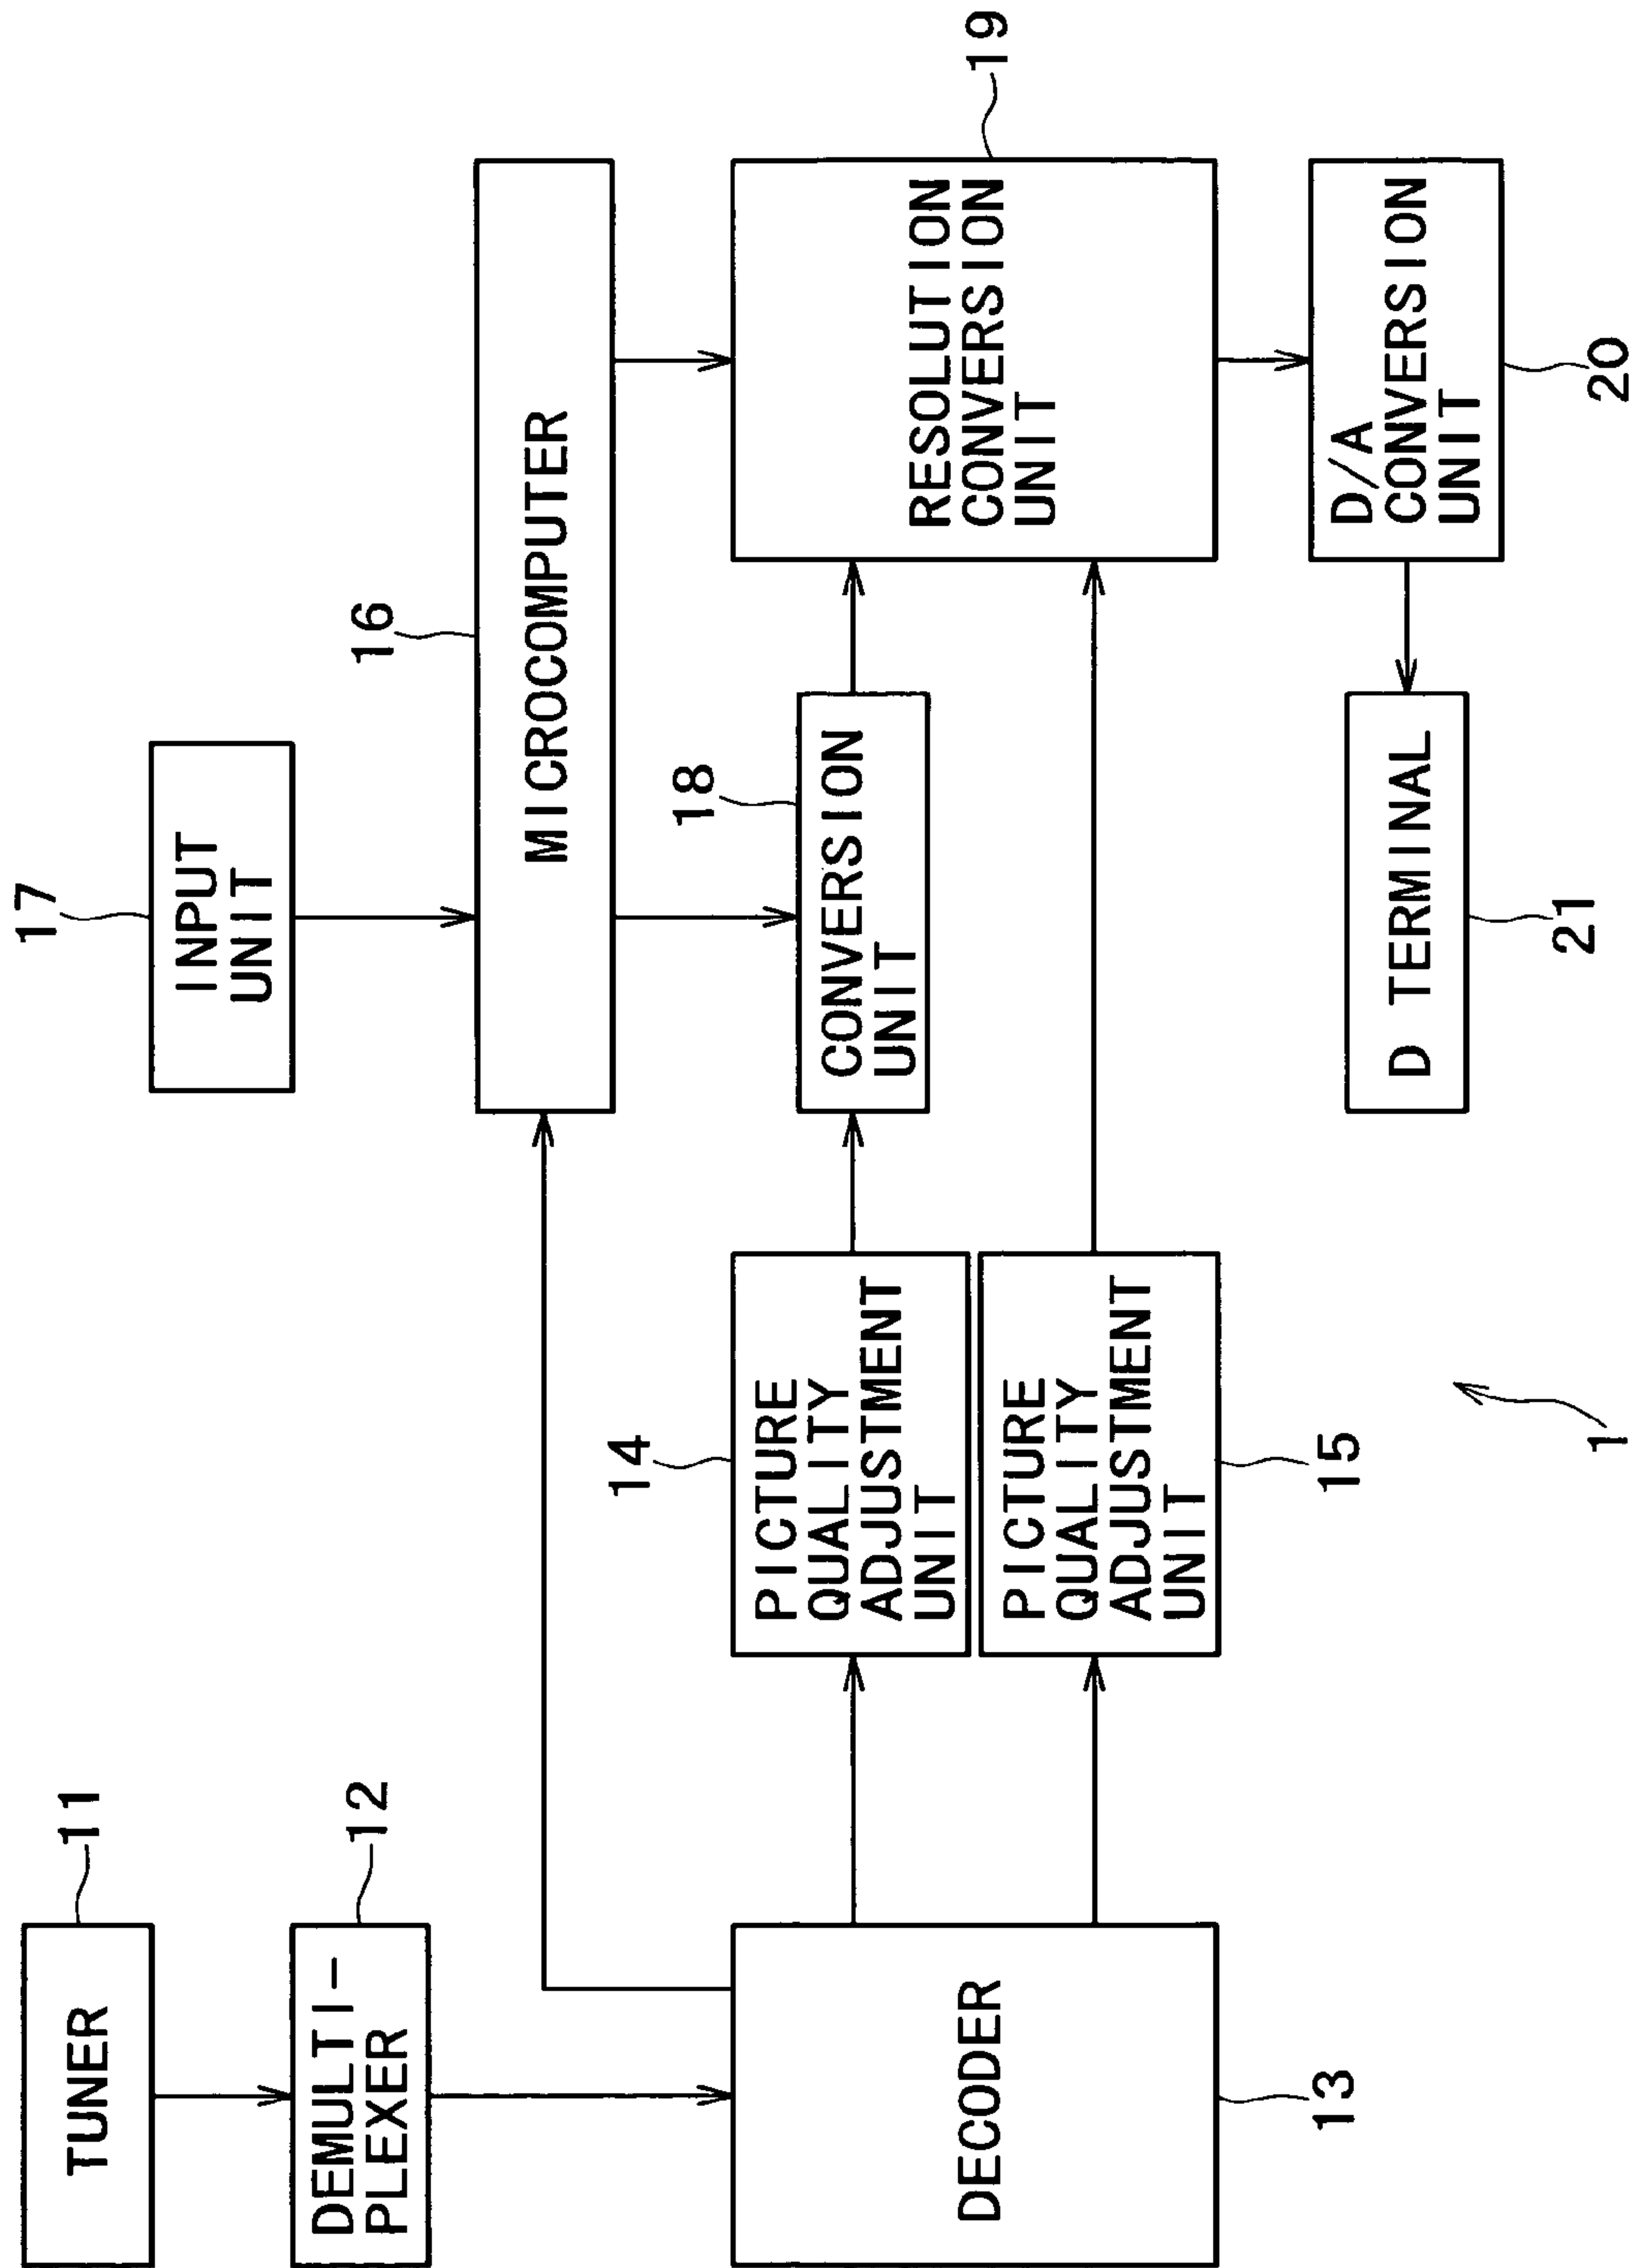 TUNER
11
DEMULTI-
PLEXER
12
DECODER
13
14
PICTURE
QUALITY
ADJUSTMENT
UNIT
PICTURE
QUALITY
ADJUSTMENT
UNIT
15
17
INPUT
UNIT
16
MICROCOMPUTER
18
CONVERSION
UNIT
RESOLUTION
CONVERSION
UNIT
19
D/A
CONVERSION
UNIT
20
D TERMINAL
21
1